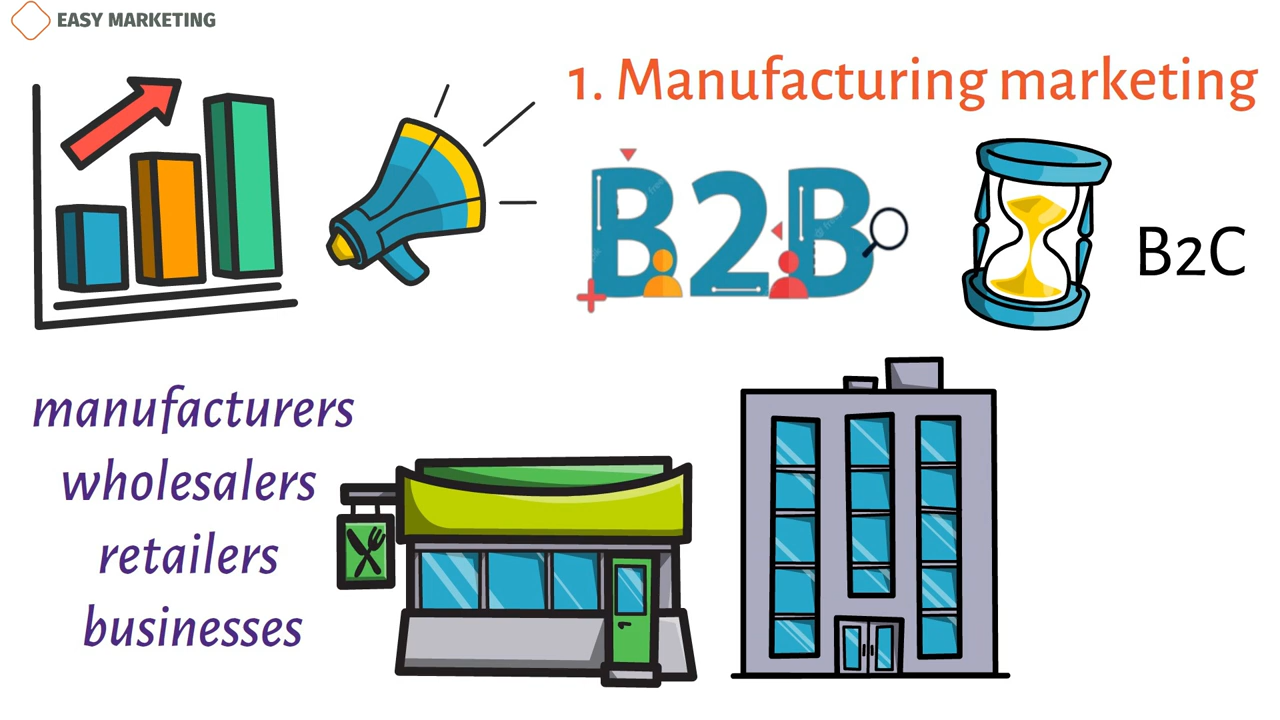 EASY MARKETING
1. Manufacturing marketing
B2B
B2C
manufacturers
wholesalers
retailers
businesses